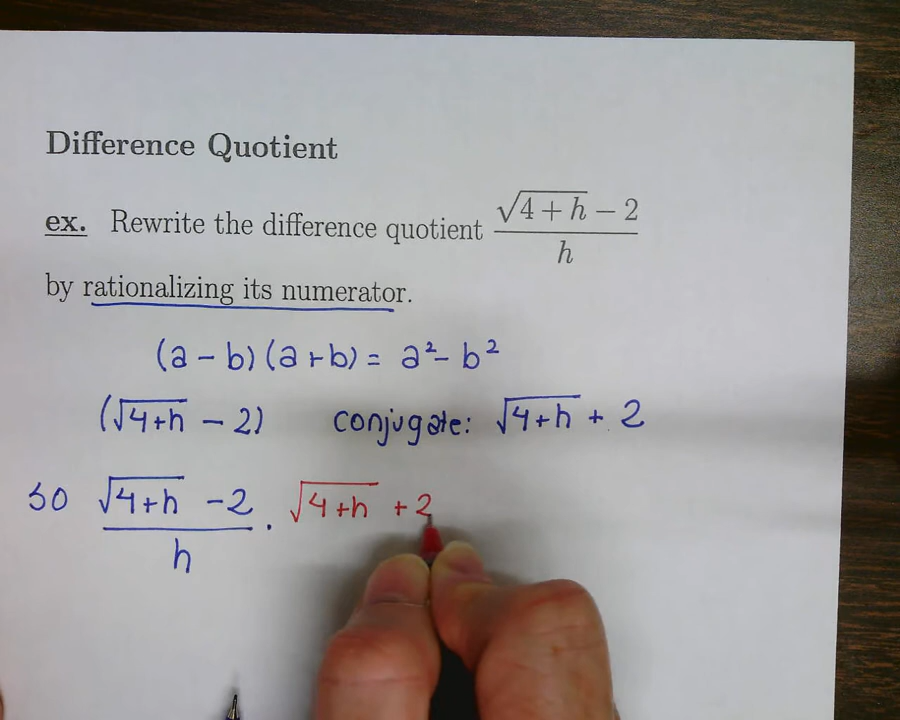 Difference Quotient
ex. Rewrite the difference quotient (√(4 + h) − 2) / h
by rationalizing its numerator.
(a − b)(a + b) = a² − b²
(√(4+h) − 2) conjugate: √(4+h) + 2
so (√(4+h) − 2) / h · √(4+h) + 2